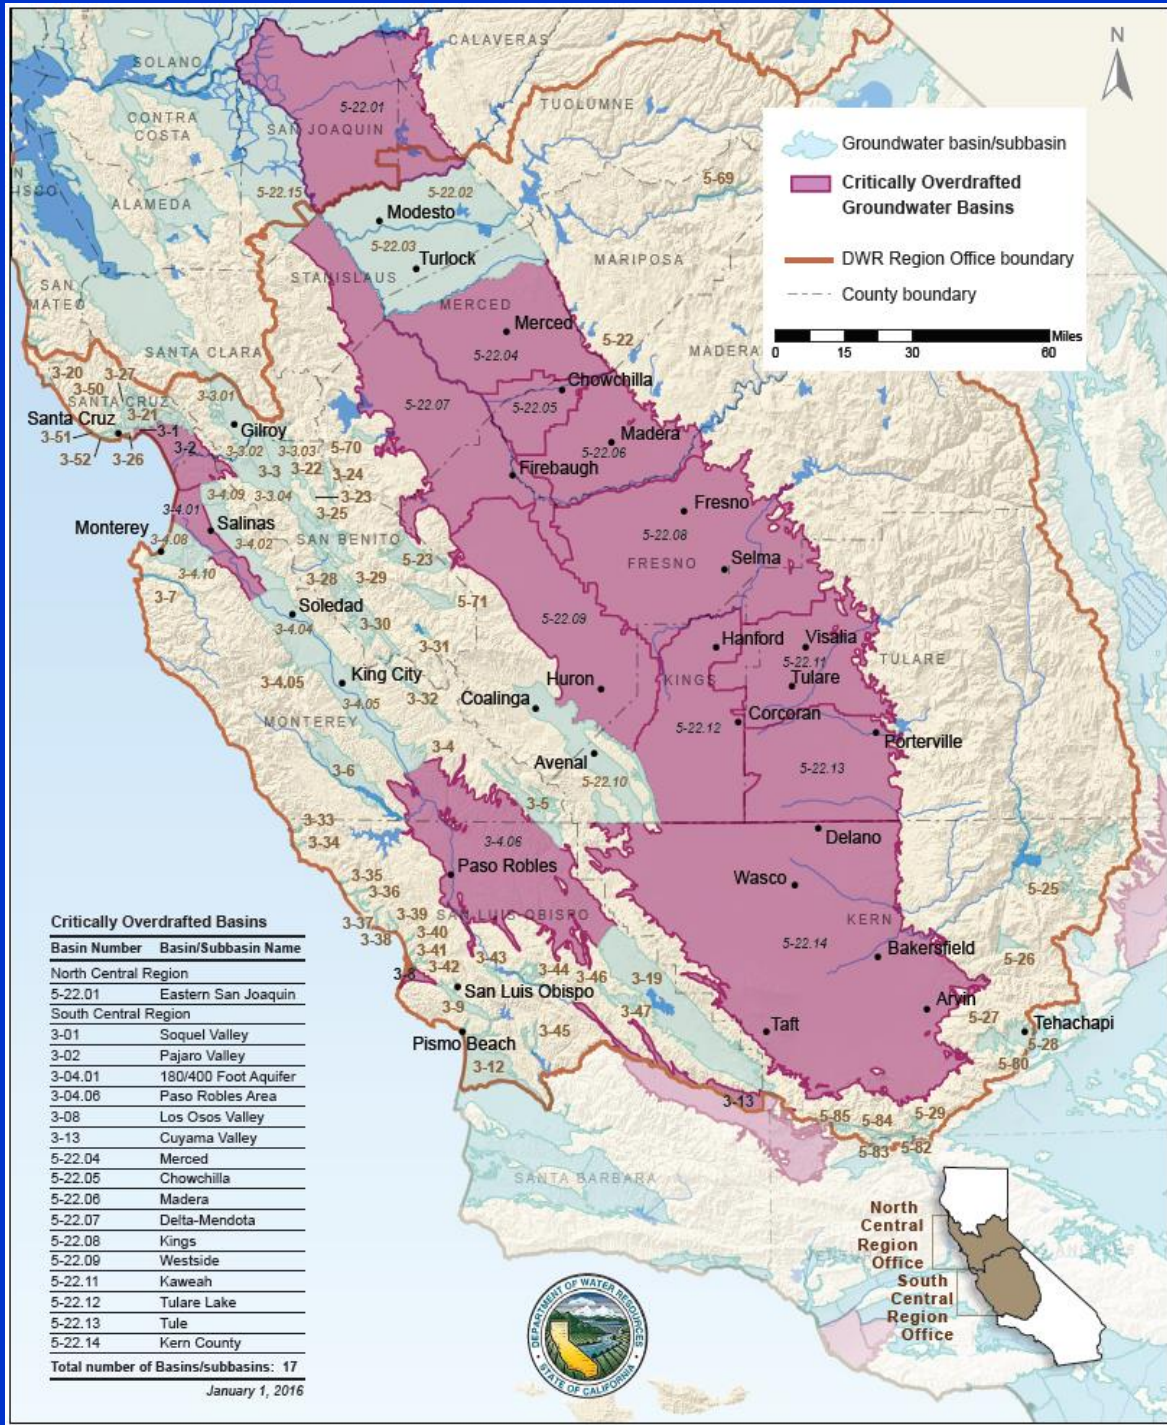 N
CALAVERAS
SOLANO
TUOLUMNE
5-22.01
CONTRA
COSTA
SAN JOAQUIN
Groundwater basin/subbasin
Critically Overdrafted
Groundwater Basins
DWR Region Office boundary
County boundary
Miles
0 15 30 60
5-69
5-22.15
5-22.02
ALAMEDA
Modesto
5-22.03
Turlock
STANISLAUS
MARIPOSA
SAN
MATEO
MERCED
Merced
5-22
5-22.04
MADERA
SANTA CLARA
3-20
3-27
3-50
SANTA CRUZ
3-3.01
Chowchilla
5-22.05
5-22.07
3-21
Santa Cruz
3-1
3-51
3-52
3-26
3-2
Gilroy
3-3.02
3-3.03
5-70
Madera
5-22.06
3-3
3-22
3-24
Firebaugh
3-4.09
3-3.04
3-23
3-25
3-4.01
Fresno
Monterey
Salinas
3-4.08
3-4.02
SAN BENITO
5-22.08
5-23
FRESNO
Selma
3-4.10
3-28
3-29
3-7
5-71
Soledad
3-4.04
3-30
5-22.09
3-31
Hanford
Visalia
5-22.11
TULARE
King City
3-4.05
3-4.05
3-32
Huron
KINGS
Tulare
Coalinga
Corcoran
MONTEREY
5-22.12
Porterville
3-4
Avenal
5-22.10
5-22.13
3-6
3-5
3-33
3-34
3-4.06
Delano
Paso Robles
Wasco
3-35
3-36
5-25
3-37
3-38
3-39
3-40
3-41
3-42
SAN LUIS OBISPO
KERN
5-22.14
Bakersfield
3-43
3-44
3-46
3-19
5-26
3-8
San Luis Obispo
3-9
3-47
Arvin
5-27
Taft
Tehachapi
5-28
3-45
Pismo Beach
3-12
5-80
3-13
5-85
5-84
5-29
5-83
5-82
SANTA BARBARA
Critically Overdrafted Basins
Basin Number Basin/Subbasin Name
North Central Region
5-22.01 Eastern San Joaquin
South Central Region
3-01 Soquel Valley
3-02 Pajaro Valley
3-04.01 180/400 Foot Aquifer
3-04.06 Paso Robles Area
3-08 Los Osos Valley
3-13 Cuyama Valley
5-22.04 Merced
5-22.05 Chowchilla
5-22.06 Madera
5-22.07 Delta-Mendota
5-22.08 Kings
5-22.09 Westside
5-22.11 Kaweah
5-22.12 Tulare Lake
5-22.13 Tule
5-22.14 Kern County
Total number of Basins/subbasins: 17
January 1, 2016
North
Central
Region
Office
South
Central
Region
Office
DEPARTMENT OF WATER RESOURCES
STATE OF CALIFORNIA